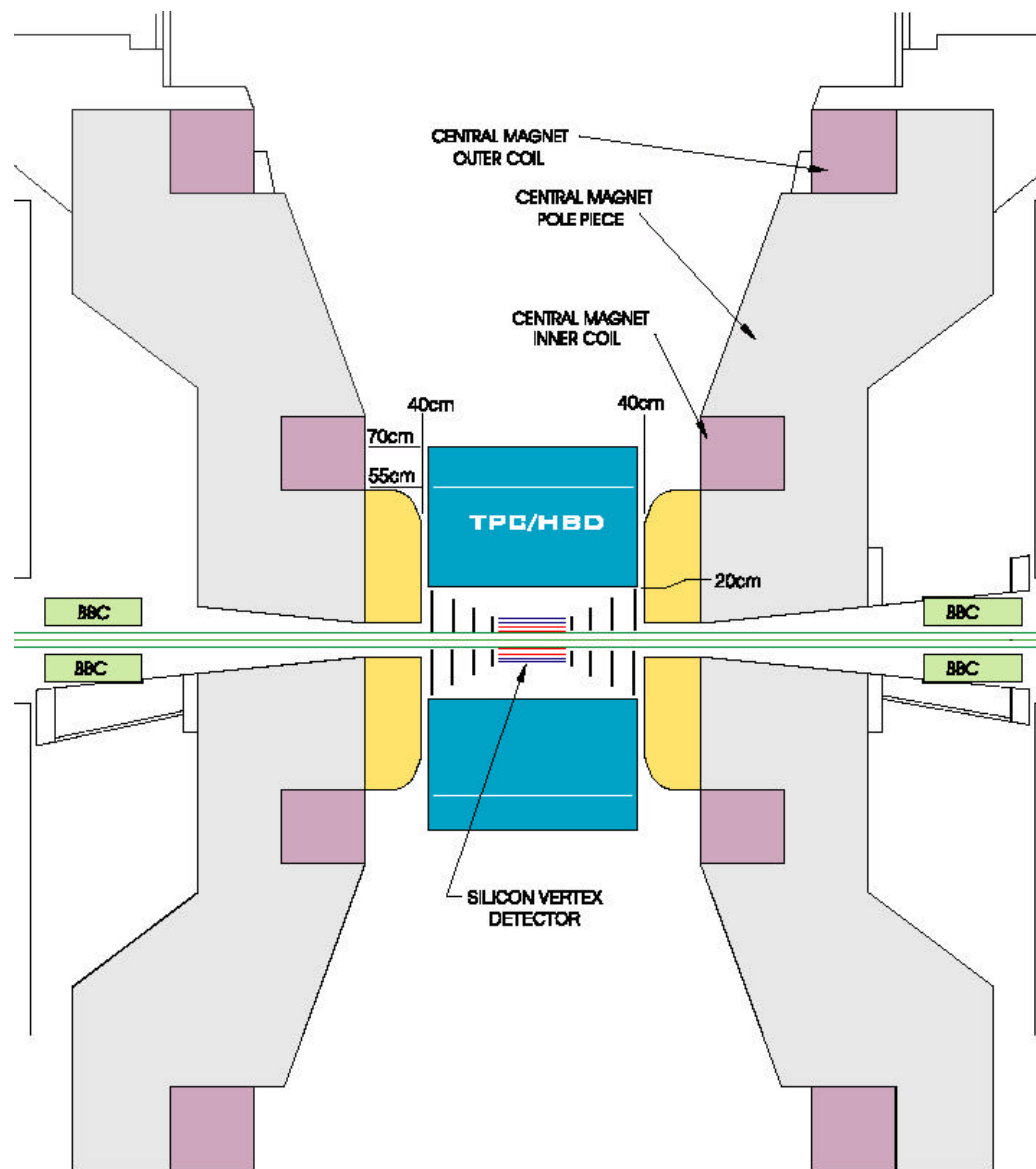 CENTRAL MAGNET
OUTER COIL
CENTRAL MAGNET
POLE PIECE
CENTRAL MAGNET
INNER COIL
40cm
40cm
70cm
55cm
TPC/HBD
20cm
BBC
BBC
BBC
BBC
SILICON VERTEX
DETECTOR